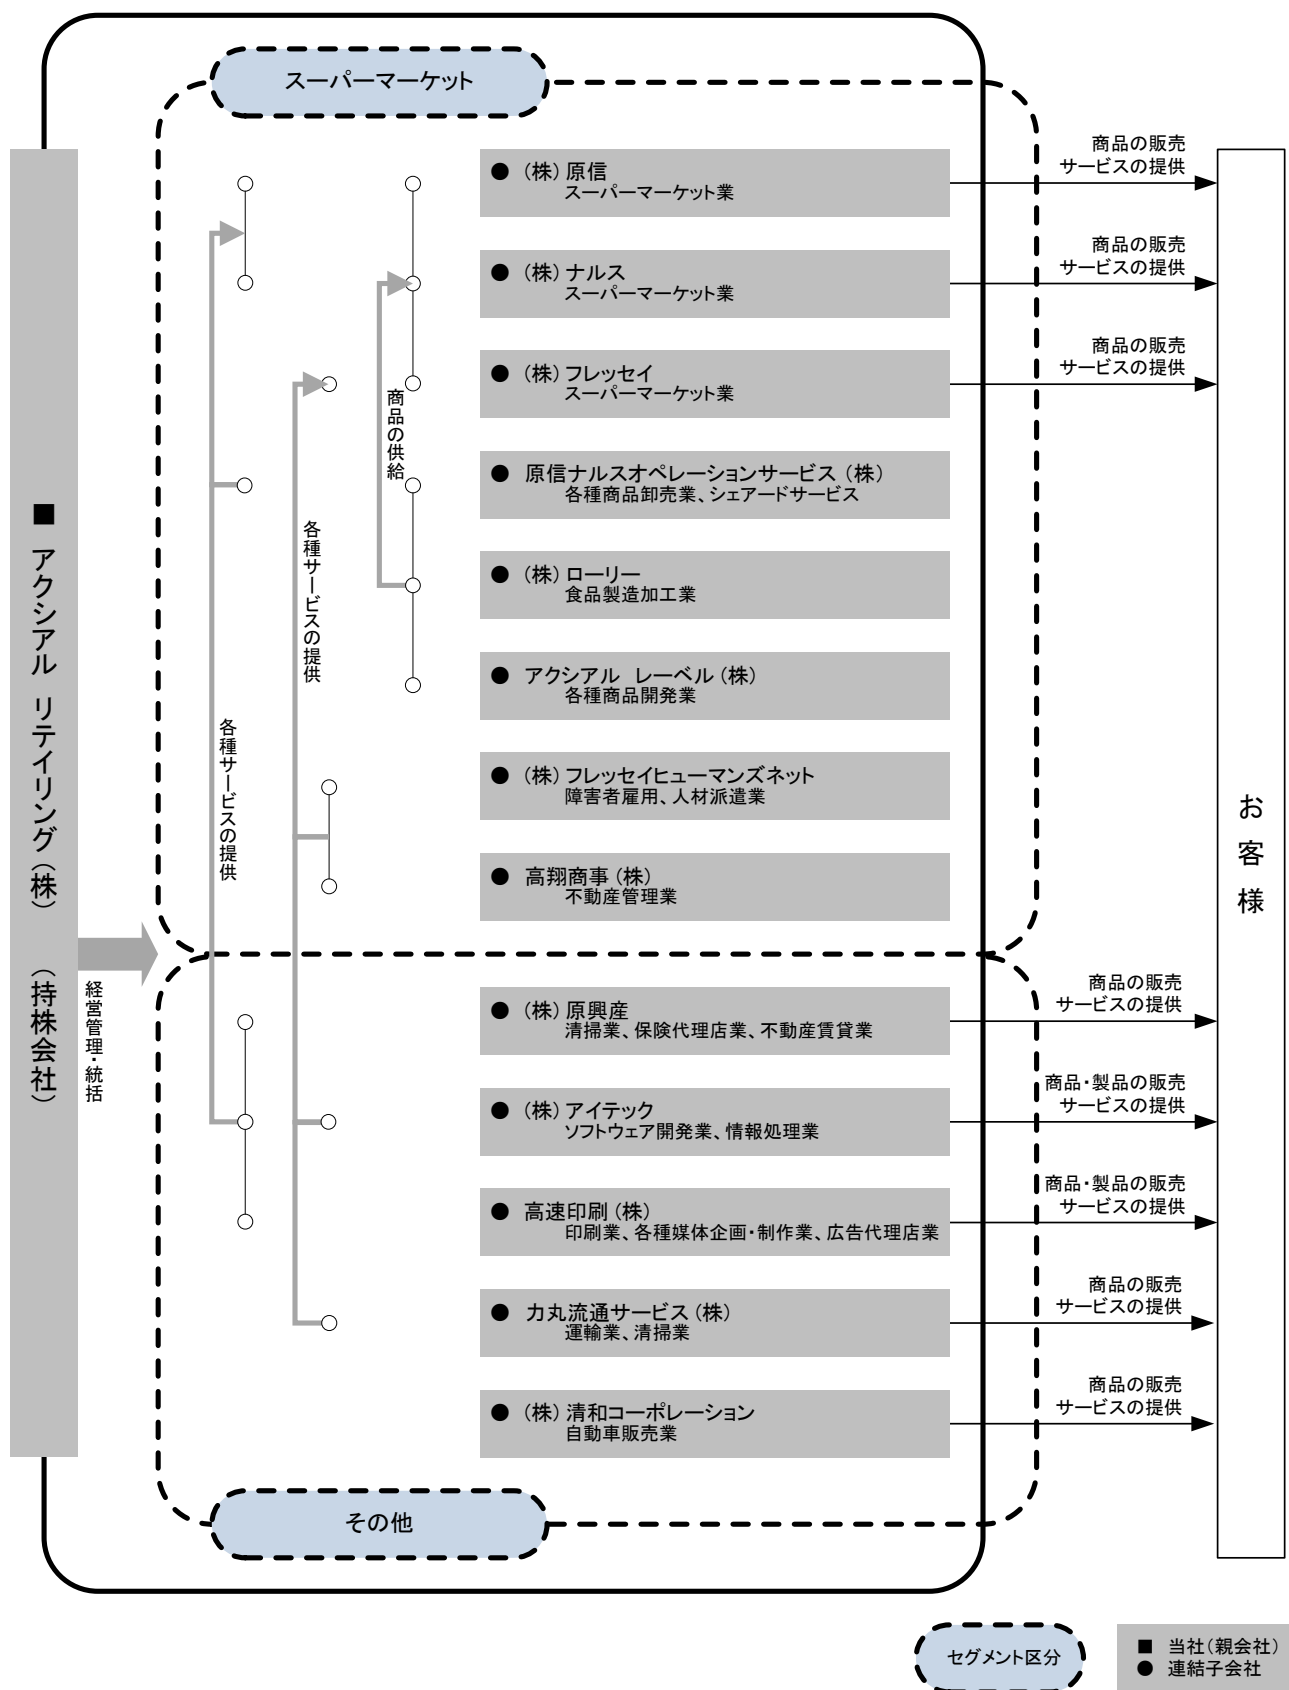 スーパーマーケット
■ アクシアル リテイリング（株） （持株会社）
経営管理・統括
各種サービスの提供
各種サービスの提供
商品の供給
● （株）原信
スーパーマーケット業
商品の販売
サービスの提供
● （株）ナルス
スーパーマーケット業
商品の販売
サービスの提供
● （株）フレッセイ
スーパーマーケット業
商品の販売
サービスの提供
● 原信ナルスオペレーションサービス（株）
各種商品卸売業、シェアードサービス
● （株）ローリー
食品製造加工業
● アクシアル レーベル（株）
各種商品開発業
● （株）フレッセイヒューマンズネット
障害者雇用、人材派遣業
● 高翔商事（株）
不動産管理業
● （株）原興産
清掃業、保険代理店業、不動産賃貸業
商品の販売
サービスの提供
● （株）アイテック
ソフトウェア開発業、情報処理業
商品・製品の販売
サービスの提供
● 高速印刷（株）
印刷業、各種媒体企画・制作業、広告代理店業
商品・製品の販売
サービスの提供
● 力丸流通サービス（株）
運輸業、清掃業
商品の販売
サービスの提供
● （株）清和コーポレーション
自動車販売業
商品の販売
サービスの提供
お客様
その他
セグメント区分
■ 当社（親会社）
● 連結子会社